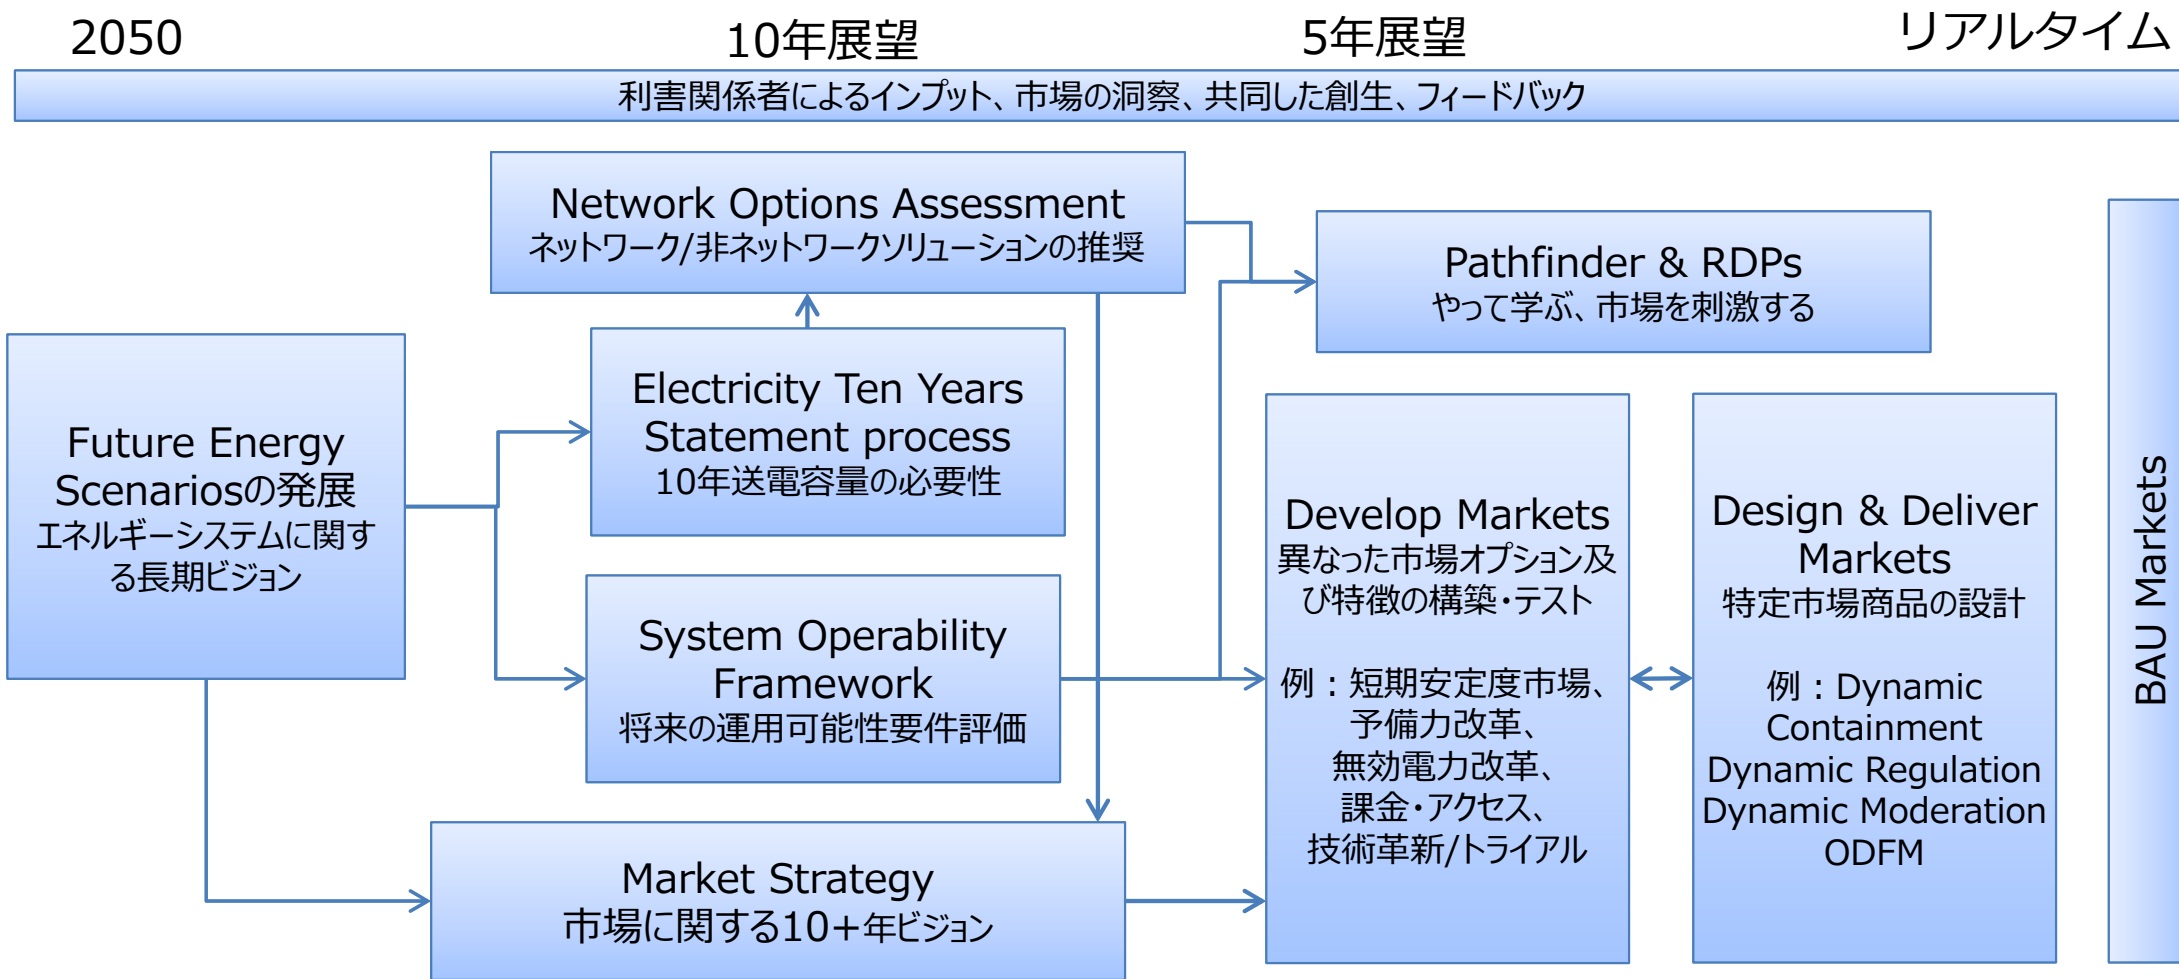 2050
10年展望
5年展望
リアルタイム
利害関係者によるインプット、市場の洞察、共同した創生、フィードバック
Network Options Assessment
ネットワーク/非ネットワークソリューションの推奨
Pathfinder & RDPs
やって学ぶ、市場を刺激する
Future Energy
Scenariosの発展
エネルギーシステムに関す
る長期ビジョン
Electricity Ten Years
Statement process
10年送電容量の必要性
System Operability
Framework
将来の運用可能性要件評価
Market Strategy
市場に関する10+年ビジョン
Develop Markets
異なった市場オプション及
び特徴の構築・テスト
例：短期安定度市場、
予備力改革、
無効電力改革、
課金・アクセス、
技術革新/トライアル
Design & Deliver
Markets
特定市場商品の設計
例：Dynamic
Containment
Dynamic Regulation
Dynamic Moderation
ODFM
BAU Markets